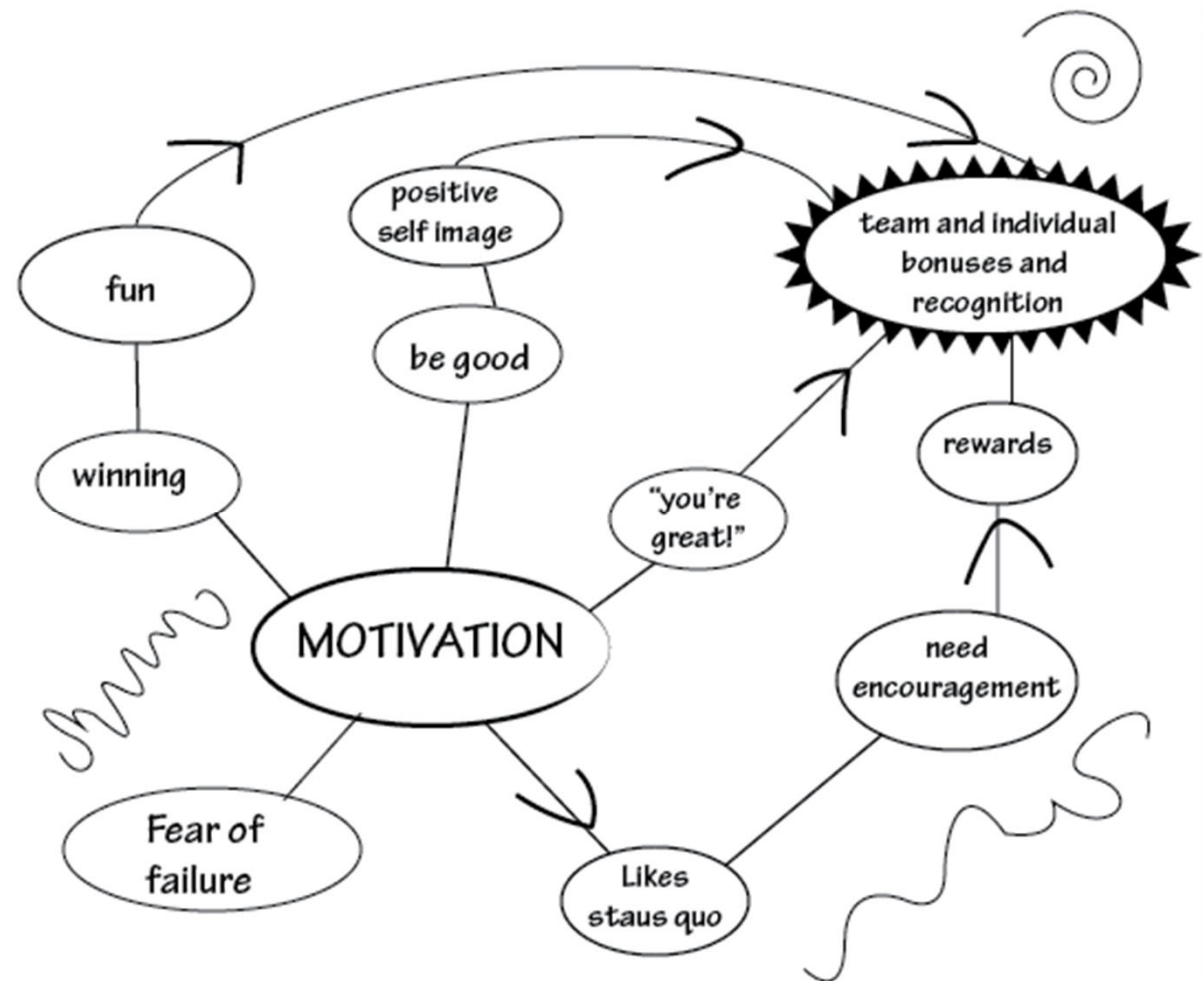 positive
self image
team and individual
bonuses and
recognition
fun
be good
winning
rewards
"you're
great!"
MOTIVATION
need
encouragement
Fear of
failure
Likes
staus quo